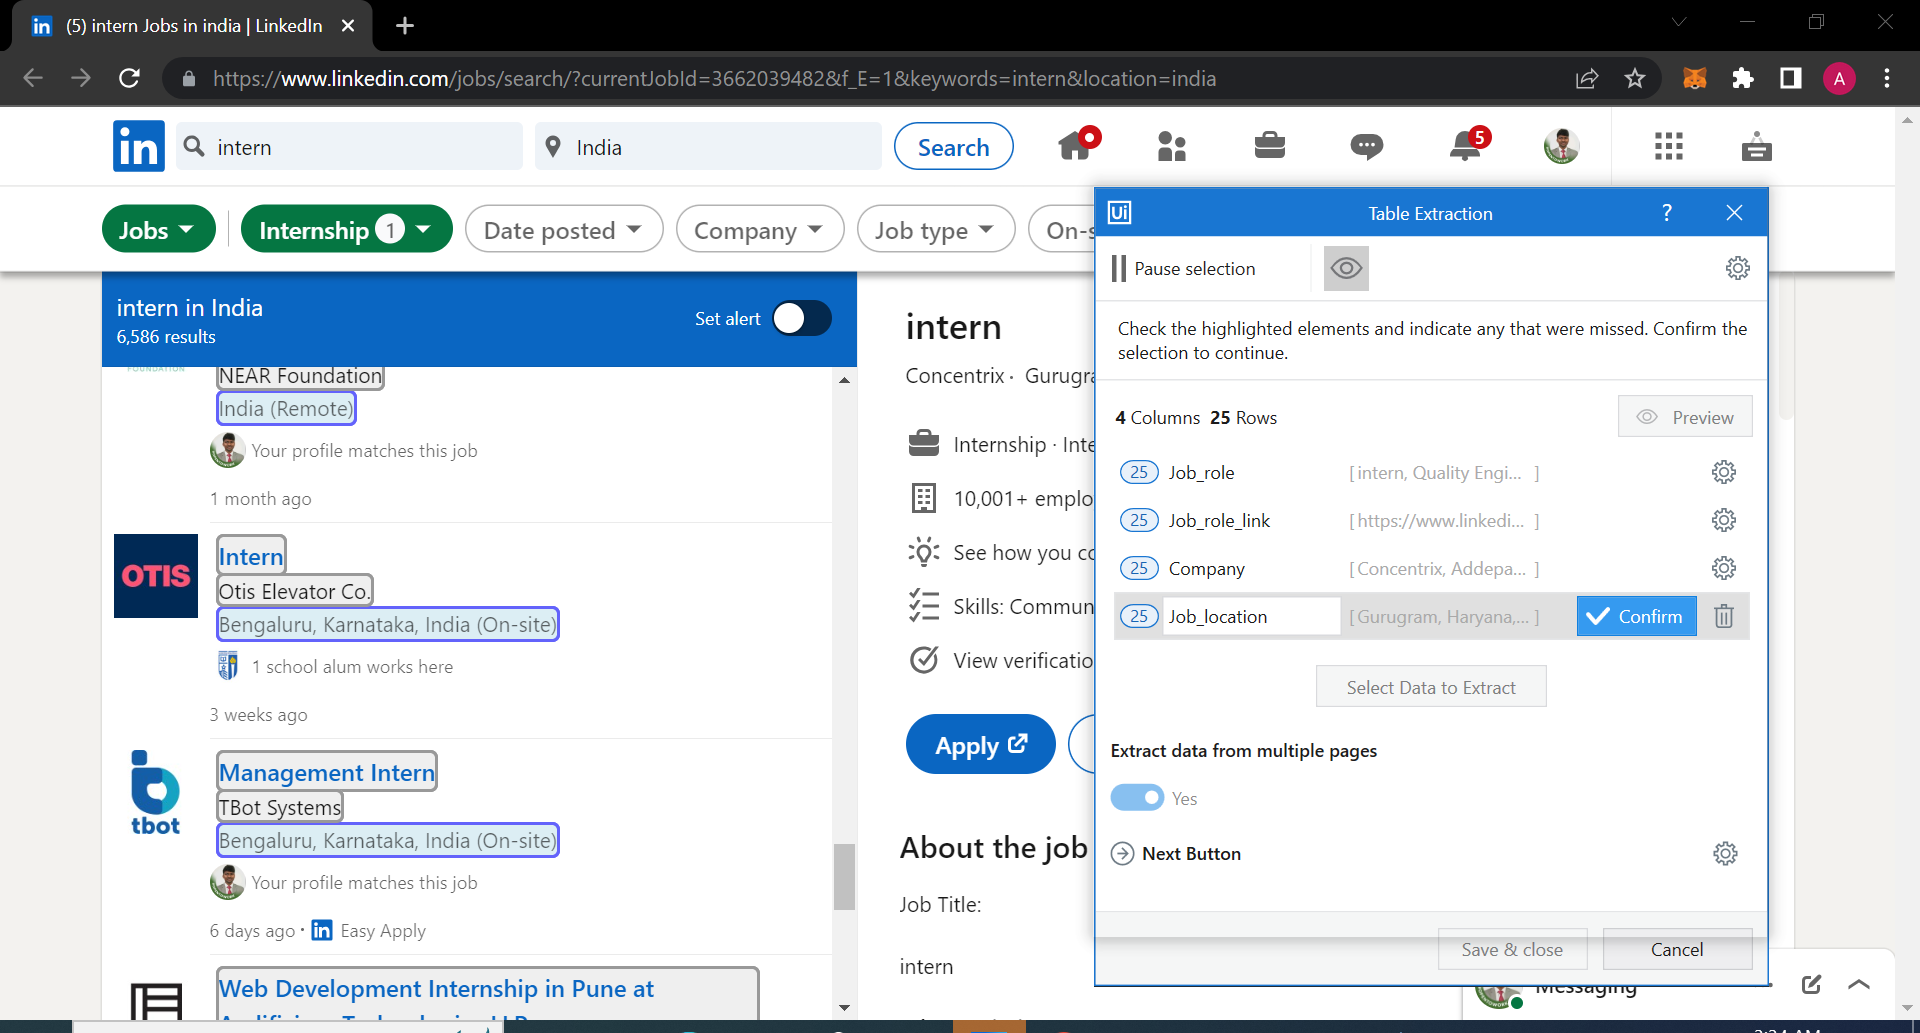 (5) intern Jobs in india | LinkedIn
https://www.linkedin.com/jobs/search/?currentJobId=3662039482&f_E=1&keywords=intern&location=india
A
in
intern
India
Search
5
Jobs
Internship 1
Date posted
Company
Job type
On-s
intern in India
6,586 results
Set alert
FOUNDATION
NEAR Foundation
India (Remote)
Your profile matches this job
1 month ago
OTIS
Intern
Otis Elevator Co.
Bengaluru, Karnataka, India (On-site)
1 school alum works here
3 weeks ago
tbot
Management Intern
TBot Systems
Bengaluru, Karnataka, India (On-site)
Your profile matches this job
6 days ago · in Easy Apply
Web Development Internship in Pune at
intern
Concentrix · Gurugra
Internship · Inte
10,001+ emplo
See how you co
Skills: Commun
View verificatio
Apply
About the job
Job Title:
intern
Ui
Table Extraction
?
Pause selection
Check the highlighted elements and indicate any that were missed. Confirm the
selection to continue.
4 Columns 25 Rows
Preview
25 Job_role [ intern, Quality Engi... ]
25 Job_role_link [ https://www.linkedi... ]
25 Company [ Concentrix, Addepa... ]
25 Job_location [ Gurugram, Haryana,... ] Confirm
Select Data to Extract
Extract data from multiple pages
Yes
Next Button
Save & close
Cancel
Messaging